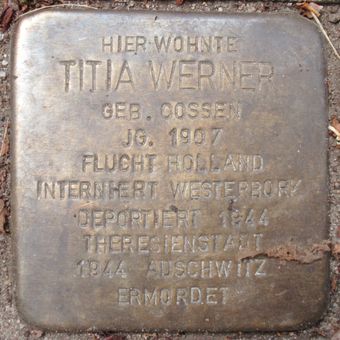 HIER WOHNTE
TITIA WERNER
GEB. COSSEN
JG. 1907
FLUCHT HOLLAND
INTERNIERT WESTERBORK
DEPORTIERT 1944
THERESIENSTADT
1944 AUSCHWITZ
ERMORDET